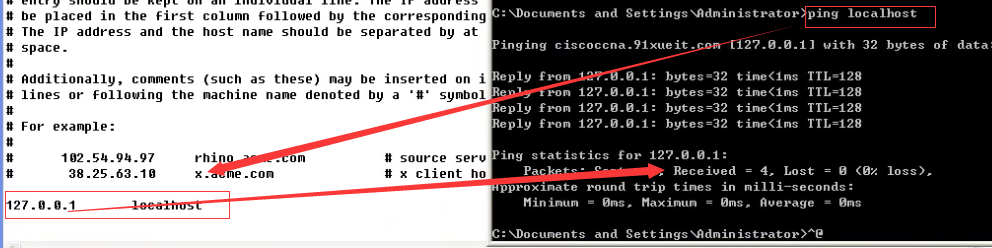 # entry should be kept on an individual line. The IP address
# be placed in the first column followed by the corresponding
# The IP address and the host name should be separated by at
# space.
#
# Additionally, comments (such as these) may be inserted on i
# lines or following the machine name denoted by a '#' symbol
#
# For example:
#
# 102.54.94.97 rhino.acme.com # source serv
# 38.25.63.10 x.acme.com # x client ho
127.0.0.1 localhost
C:\Documents and Settings\Administrator>ping localhost
Pinging ciscoccna.91xueit.com [127.0.0.1] with 32 bytes of data:
Reply from 127.0.0.1: bytes=32 time<1ms TTL=128
Reply from 127.0.0.1: bytes=32 time<1ms TTL=128
Reply from 127.0.0.1: bytes=32 time<1ms TTL=128
Reply from 127.0.0.1: bytes=32 time<1ms TTL=128
Ping statistics for 127.0.0.1:
Packets: Received = 4, Lost = 0 (0% loss),
Approximate round trip times in milli-seconds:
Minimum = 0ms, Maximum = 0ms, Average = 0ms
C:\Documents and Settings\Administrator>^@